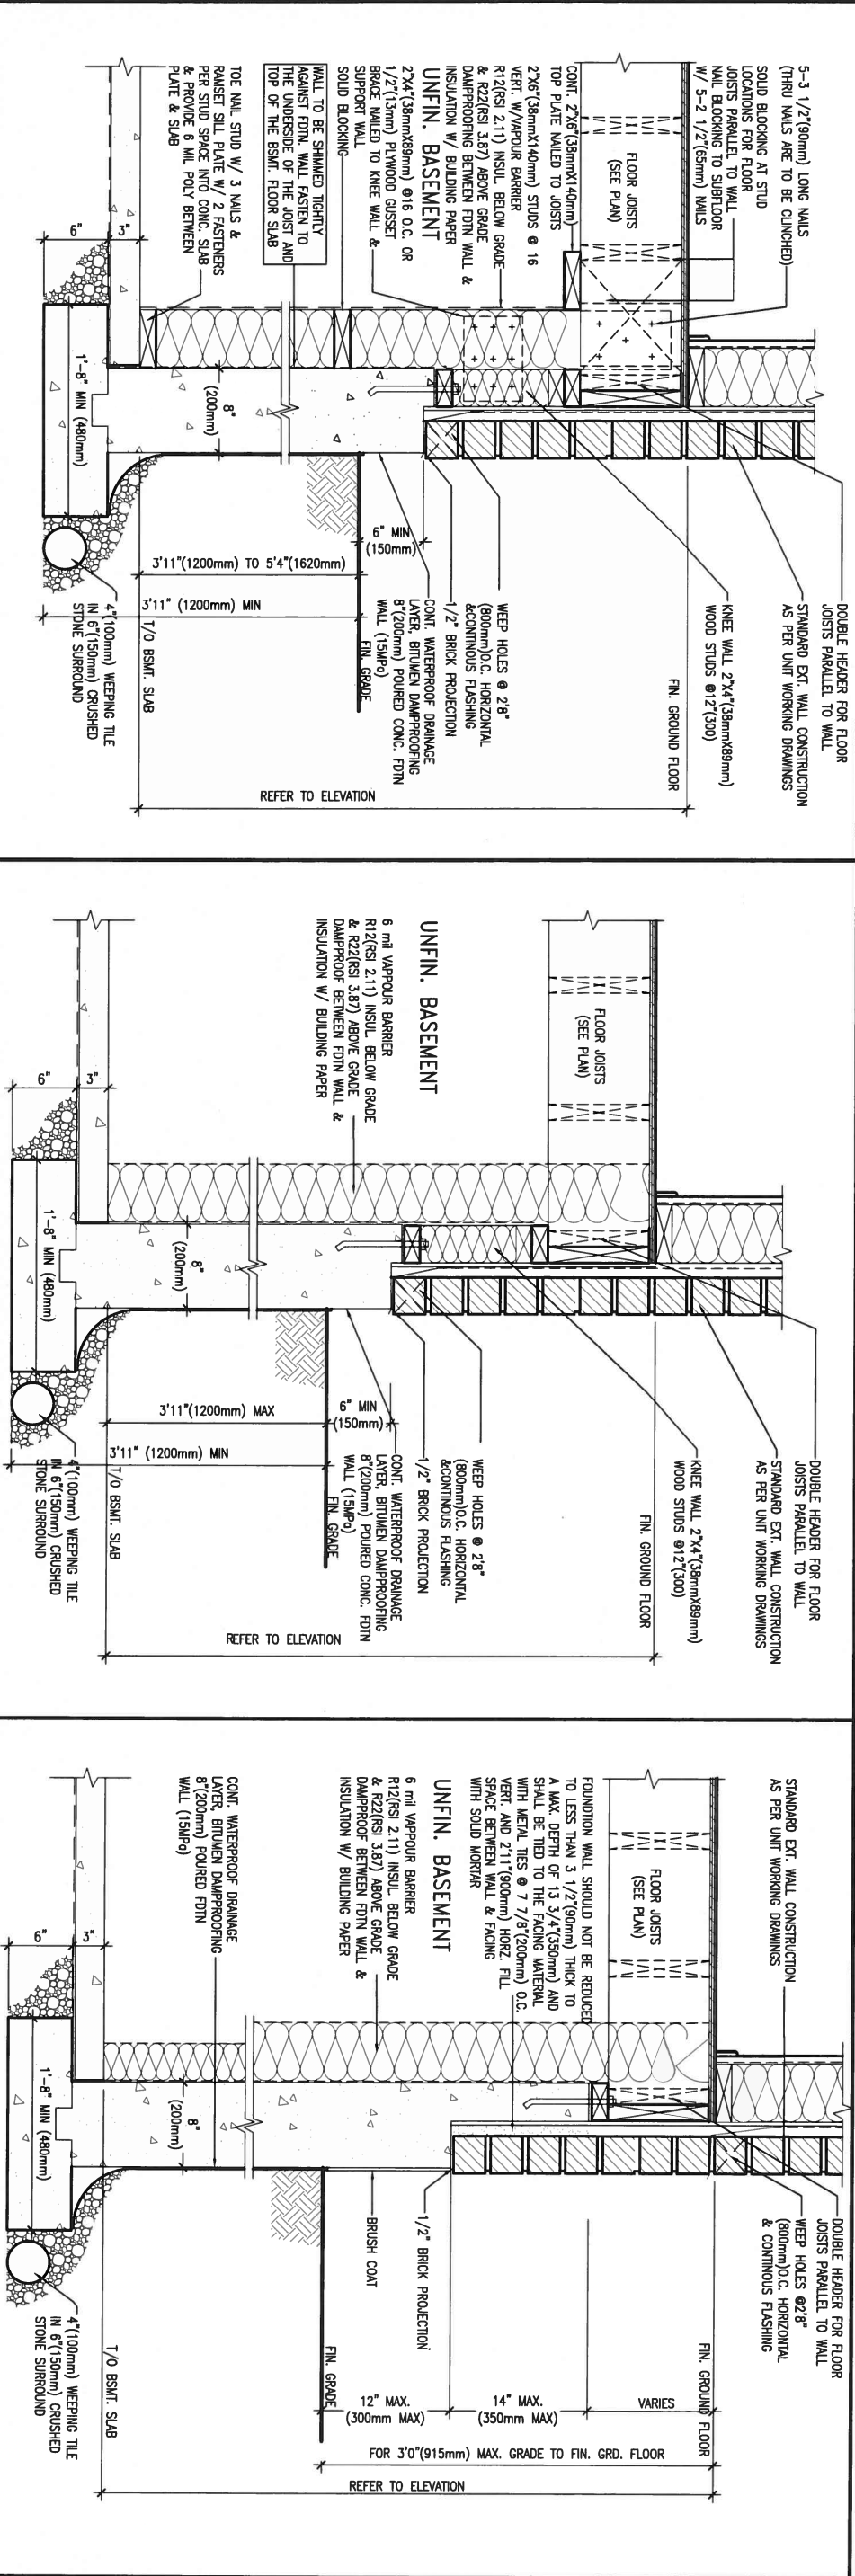 5-3 1/2"(90mm) LONG NAILS
(THRU NAILS ARE TO BE CLINCHED)
SOLID BLOCKING AT STUD
LOCATIONS FOR FLOOR
JOISTS PARALLEL TO WALL
NAIL BLOCKING TO SUBFLOOR
W/ 5-2 1/2"(65mm) NAILS
FLOOR JOISTS
(SEE PLAN)
CONT. 2"X6"(38mmX140mm)
TOP PLATE NAILED TO JOISTS
2"X6"(38mmX140mm) STUDS @ 16
VERT. W/VAPOUR BARRIER
R12(RSI 2.11) INSUL BELOW GRADE
& R22(RSI 3.87) ABOVE GRADE
DAMPPROOFING BETWEEN FDTN WALL &
INSULATION W/ BUILDING PAPER
UNFIN. BASEMENT
2"X4"(38mmX89mm) @16 O.C. OR
1/2"(13mm) PLYWOOD GUSSET
BRACE NAILED TO KNEE WALL &
SUPPORT WALL
SOLID BLOCKING
WALL TO BE SHIMMED TIGHTLY
AGAINST FDTN. WALL FASTEN TO
THE UNDERSIDE OF THE JOIST AND
TOP OF THE BSMT. FLOOR SLAB
TOE NAIL STUD W/ 3 NAILS &
RAMSET SILL PLATE W/ 2 FASTENERS
PER STUD SPACE INTO CONC. SLAB
& PROVIDE 6 MIL POLY BETWEEN
PLATE & SLAB
6"
3"
1'-8" MIN (480mm)
8"
(200mm)
DOUBLE HEADER FOR FLOOR
JOISTS PARALLEL TO WALL
STANDARD EXT. WALL CONSTRUCTION
AS PER UNIT WORKING DRAWINGS
KNEE WALL 2"X4"(38mmX89mm)
WOOD STUDS @12"(300)
FIN. GROUND FLOOR
WEEP HOLES @ 2'8"
(800mm)O.C. HORIZONTAL
&CONTINOUS FLASHING
1/2" BRICK PROJECTION
CONT. WATERPROOF DRAINAGE
LAYER, BITUMEN DAMPPROOFING
8"(200mm) POURED CONC. FDTN
WALL (15MPa)
6" MIN
(150mm)
FIN. GRADE
3'11"(1200mm) TO 5'4"(1620mm)
3'11" (1200mm) MIN
T/O BSMT. SLAB
4"(100mm) WEEPING TILE
IN 6"(150mm) CRUSHED
STONE SURROUND
REFER TO ELEVATION
FLOOR JOISTS
(SEE PLAN)
UNFIN. BASEMENT
6 mil VAPPOUR BARRIER
R12(RSI 2.11) INSUL BELOW GRADE
& R22(RSI 3.87) ABOVE GRADE
DAMPPROOF BETWEEN FDTN WALL &
INSULATION W/ BUILDING PAPER
6"
3"
1'-8" MIN (480mm)
8"
(200mm)
DOUBLE HEADER FOR FLOOR
JOISTS PARALLEL TO WALL
STANDARD EXT. WALL CONSTRUCTION
AS PER UNIT WORKING DRAWINGS
KNEE WALL 2"X4"(38mmX89mm)
WOOD STUDS @12"(300)
FIN. GROUND FLOOR
WEEP HOLES @ 2'8"
(800mm)O.C. HORIZONTAL
&CONTINOUS FLASHING
1/2" BRICK PROJECTION
CONT. WATERPROOF DRAINAGE
LAYER, BITUMEN DAMPPROOFING
8"(200mm) POURED CONC. FDTN
WALL (15MPa)
6" MIN
(150mm)
FIN. GRADE
3'11"(1200mm) MAX
3'11" (1200mm) MIN
T/O BSMT. SLAB
4"(100mm) WEEPING TILE
IN 6"(150mm) CRUSHED
STONE SURROUND
REFER TO ELEVATION
STANDARD EXT. WALL CONSTRUCTION
AS PER UNIT WORKING DRAWINGS
FLOOR JOISTS
(SEE PLAN)
FOUNDTION WALL SHOULD NOT BE REDUCED
TO LESS THAN 3 1/2"(90mm) THICK TO
A MAX. DEPTH OF 13 3/4"(350mm) AND
SHALL BE TIED TO THE FACING MATERIAL
WITH METAL TIES @ 7 7/8"(200mm) O.C.
VERT. AND 2'11"(900mm) HORZ. FILL
SPACE BETWEEN WALL & FACING
WITH SOLID MORTAR
UNFIN. BASEMENT
6 mil VAPPOUR BARRIER
R12(RSI 2.11) INSUL BELOW GRADE
& R22(RSI 3.87) ABOVE GRADE
DAMPPROOF BETWEEN FDTN WALL &
INSULATION W/ BUILDING PAPER
CONT. WATERPROOF DRAINAGE
LAYER, BITUMEN DAMPPROOFING
8"(200mm) POURED FDTN
WALL (15MPa)
6"
3"
1'-8" MIN (480mm)
8"
(200mm)
DOUBLE HEADER FOR FLOOR
JOISTS PARALLEL TO WALL
WEEP HOLES @2'8"
(800mm)O.C. HORIZONTAL
& CONTINOUS FLASHING
FIN. GROUND FLOOR
1/2" BRICK PROJECTION
BRUSH COAT
FIN. GRADE
12" MAX.
(300mm MAX)
14" MAX.
(350mm MAX)
VARIES
FOR 3'0"(915mm) MAX. GRADE TO FIN. GRD. FLOOR
REFER TO ELEVATION
T/O BSMT. SLAB
4"(100mm) WEEPING TILE
IN 6"(150mm) CRUSHED
STONE SURROUND